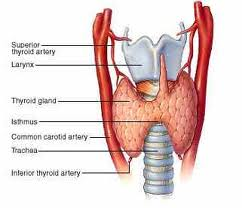 Superior
thyroid artery
Larynx
Thyroid gland
Isthmus
Common carotid artery
Trachea
Inferior thyroid artery